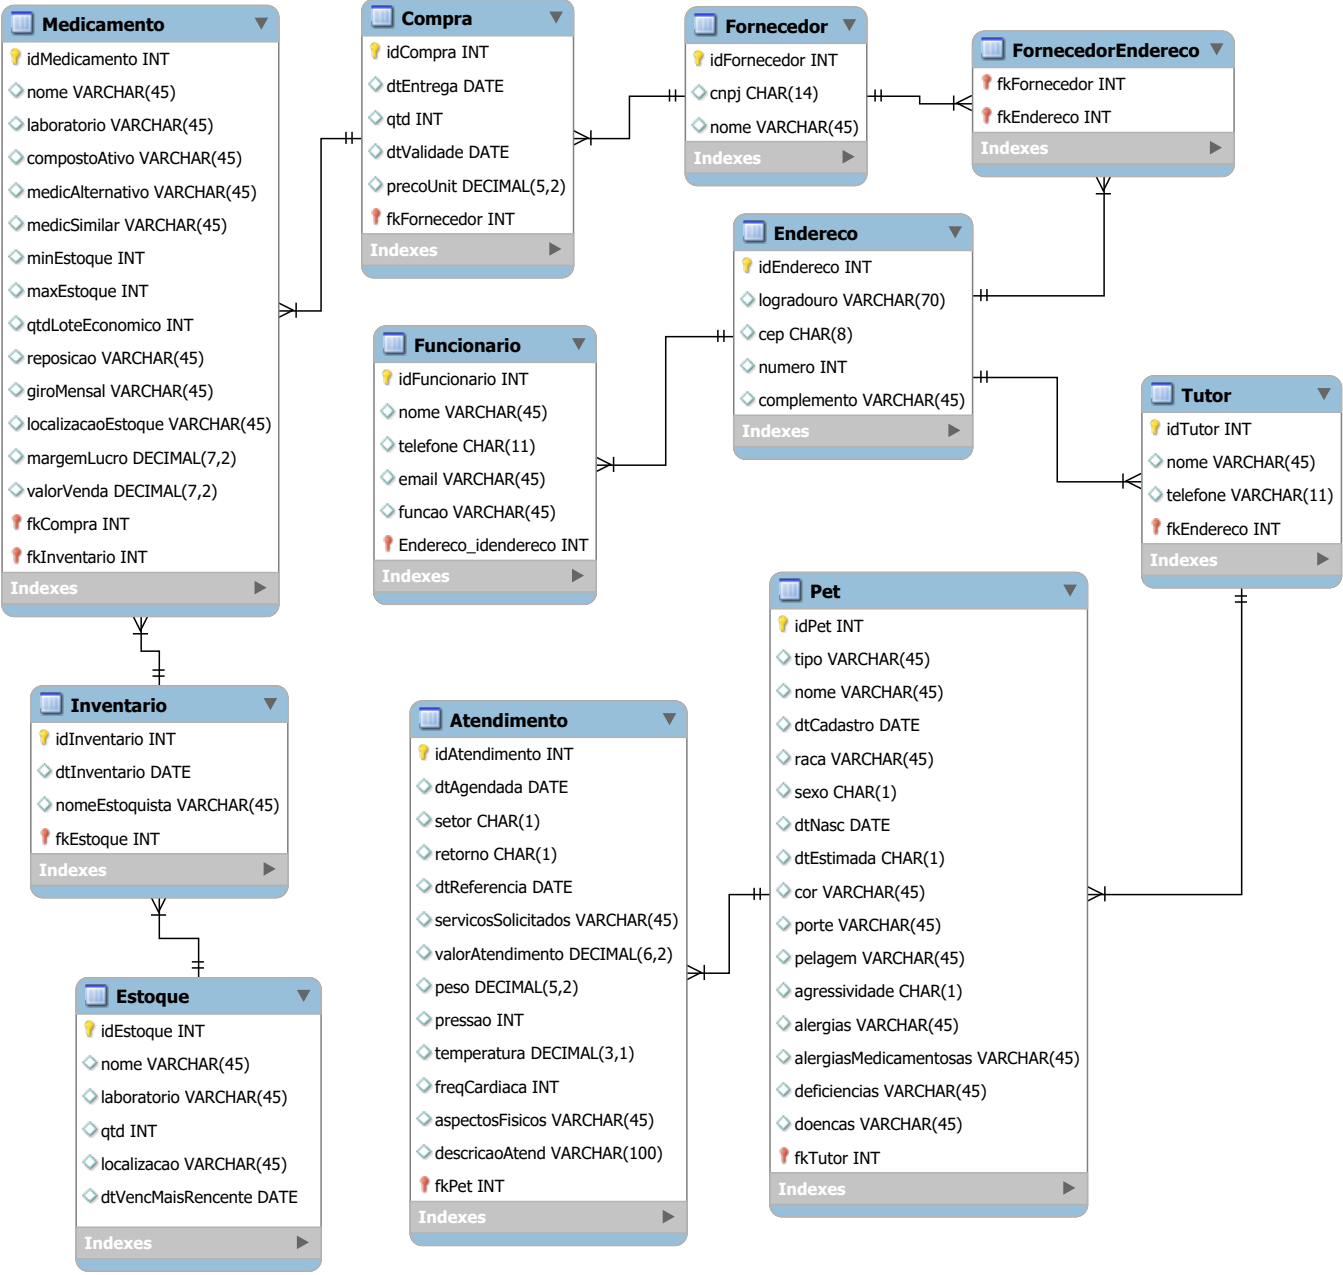 Medicamento
idMedicamento INT
nome VARCHAR(45)
laboratorio VARCHAR(45)
compostoAtivo VARCHAR(45)
medicAlternativo VARCHAR(45)
medicSimilar VARCHAR(45)
minEstoque INT
maxEstoque INT
qtdLoteEconomico INT
reposicao VARCHAR(45)
giroMensal VARCHAR(45)
localizacaoEstoque VARCHAR(45)
margemLucro DECIMAL(7,2)
valorVenda DECIMAL(7,2)
fkCompra INT
fkInventario INT
Indexes
Compra
idCompra INT
dtEntrega DATE
qtd INT
dtValidade DATE
precoUnit DECIMAL(5,2)
fkFornecedor INT
Indexes
Fornecedor
idFornecedor INT
cnpj CHAR(14)
nome VARCHAR(45)
Indexes
FornecedorEndereco
fkFornecedor INT
fkEndereco INT
Indexes
Endereco
idEndereco INT
logradouro VARCHAR(70)
cep CHAR(8)
numero INT
complemento VARCHAR(45)
Indexes
Funcionario
idFuncionario INT
nome VARCHAR(45)
telefone CHAR(11)
email VARCHAR(45)
funcao VARCHAR(45)
Endereco_idendereco INT
Indexes
Tutor
idTutor INT
nome VARCHAR(45)
telefone VARCHAR(11)
fkEndereco INT
Indexes
Pet
idPet INT
tipo VARCHAR(45)
nome VARCHAR(45)
dtCadastro DATE
raca VARCHAR(45)
sexo CHAR(1)
dtNasc DATE
dtEstimada CHAR(1)
cor VARCHAR(45)
porte VARCHAR(45)
pelagem VARCHAR(45)
agressividade CHAR(1)
alergias VARCHAR(45)
alergiasMedicamentosas VARCHAR(45)
deficiencias VARCHAR(45)
doencas VARCHAR(45)
fkTutor INT
Indexes
Inventario
idInventario INT
dtInventario DATE
nomeEstoquista VARCHAR(45)
fkEstoque INT
Indexes
Atendimento
idAtendimento INT
dtAgendada DATE
setor CHAR(1)
retorno CHAR(1)
dtReferencia DATE
servicosSolicitados VARCHAR(45)
valorAtendimento DECIMAL(6,2)
peso DECIMAL(5,2)
pressao INT
temperatura DECIMAL(3,1)
freqCardiaca INT
aspectosFisicos VARCHAR(45)
descricaoAtend VARCHAR(100)
fkPet INT
Indexes
Estoque
idEstoque INT
nome VARCHAR(45)
laboratorio VARCHAR(45)
qtd INT
localizacao VARCHAR(45)
dtVencMaisRencente DATE
Indexes